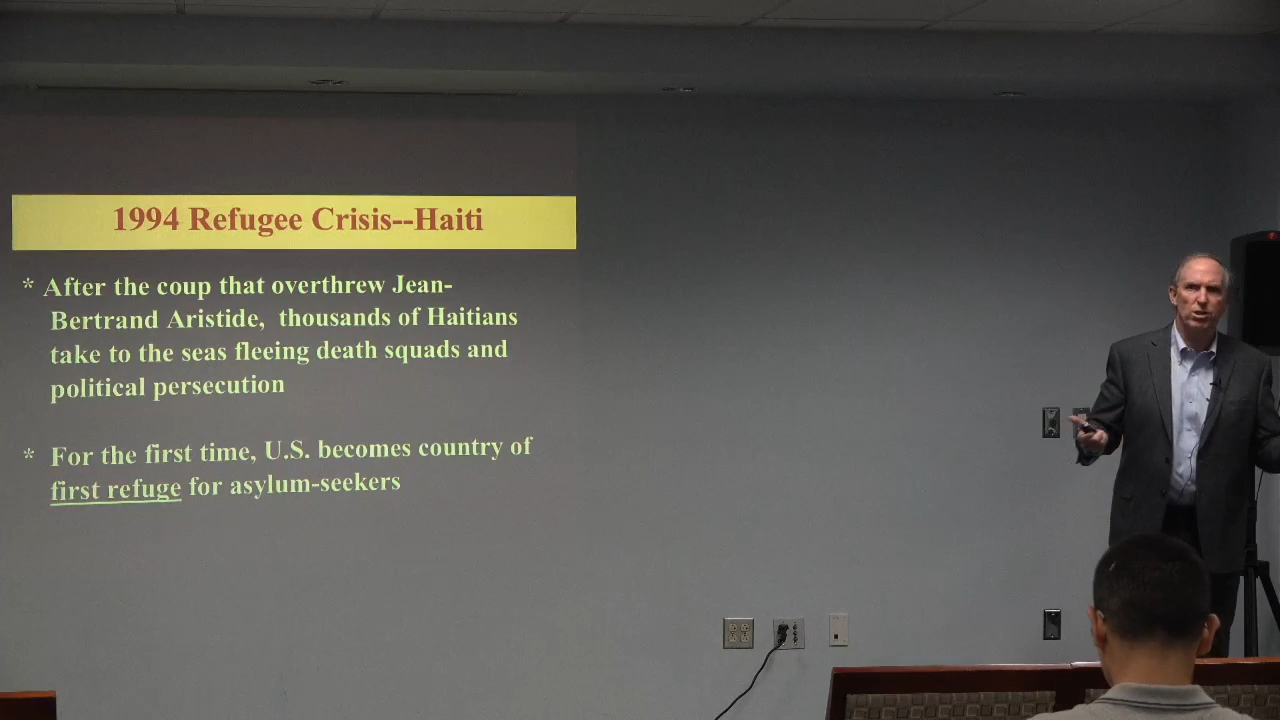 1994 Refugee Crisis--Haiti
* After the coup that overthrew Jean-
Bertrand Aristide, thousands of Haitians
take to the seas fleeing death squads and
political persecution
* For the first time, U.S. becomes country of
first refuge for asylum-seekers